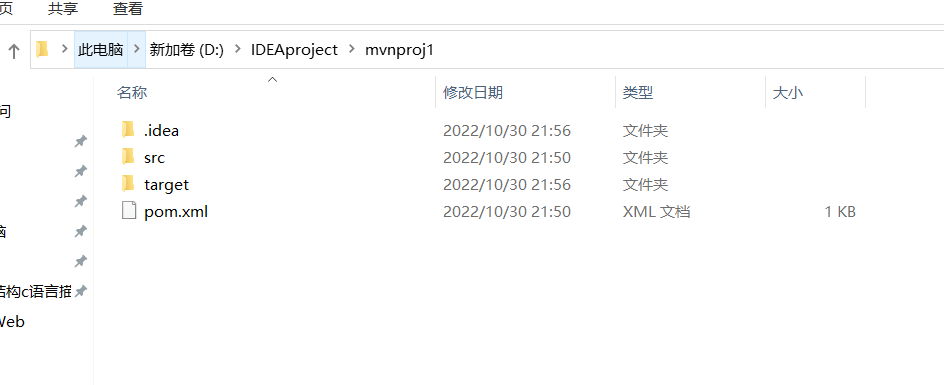 页 共享 查看
此电脑 新加卷 (D:) IDEAproject mvnproj1
名称 修改日期 类型 大小
问
.idea 2022/10/30 21:56 文件夹
src 2022/10/30 21:50 文件夹
target 2022/10/30 21:56 文件夹
pom.xml 2022/10/30 21:50 XML 文档 1 KB
脑
结构c语言描
Web